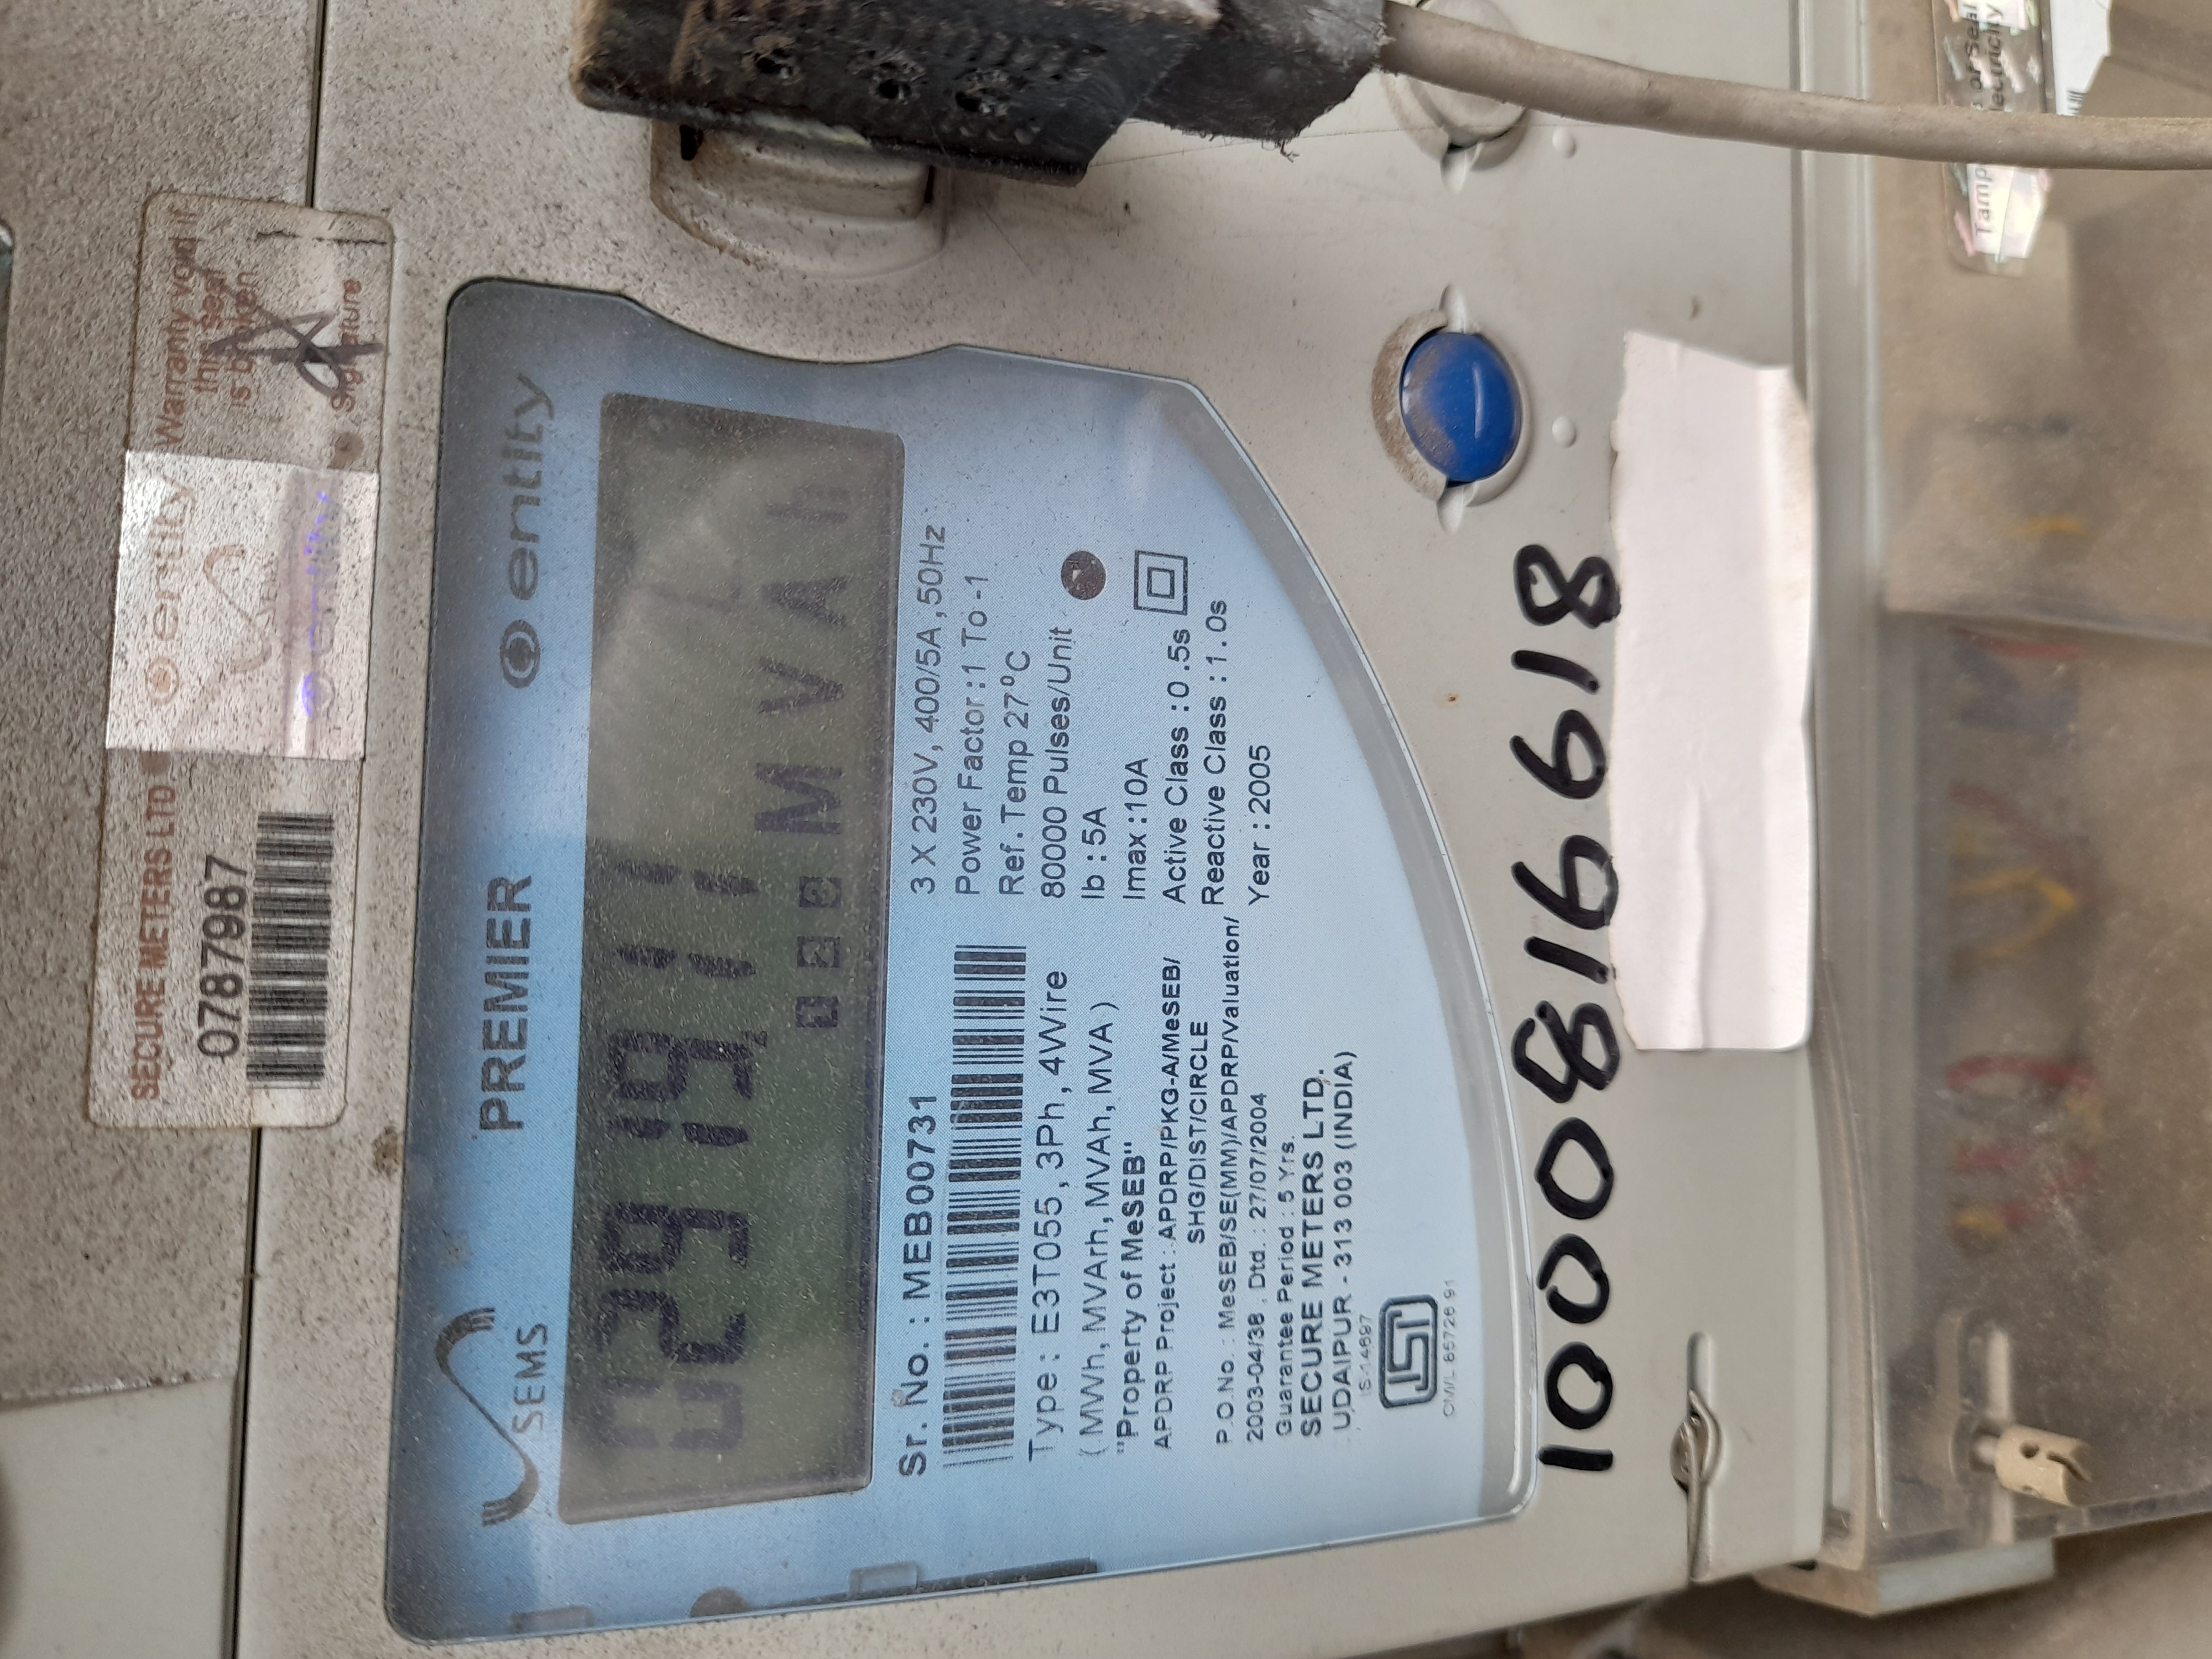 SECURE METERS LTD
07879987
entity
entity
Warranty void if
this Seal
is broken
Signature
SEMS
PREMIER
entity
MVAh
Sr. No. : MEB00731
Type : E3T055, 3Ph, 4Wire
( MWh, MVArh, MVAh, MVA )
"Property of MeSEB"
APDRP Project : APDRP/PKG-A/MeSEB/
SHG/DIST/CIRCLE
P.O.No. : MeSEB/SE(MM)/APDRP/Valuation/
2003-04/38 , Dtd. : 27/07/2004
Guarantee Period : 5 Yrs.
SECURE METERS LTD.
UDAIPUR - 313 003 (INDIA)
IS-14697
CM/L 65726 91
3 X 230V, 400/5A, 50Hz
Power Factor : 1 To -1
Ref. Temp 27°C
80000 Pulses/Unit
Ib : 5A
Imax : 10A
Active Class : 0.5s
Reactive Class : 1.0s
Year : 2005
1000816618